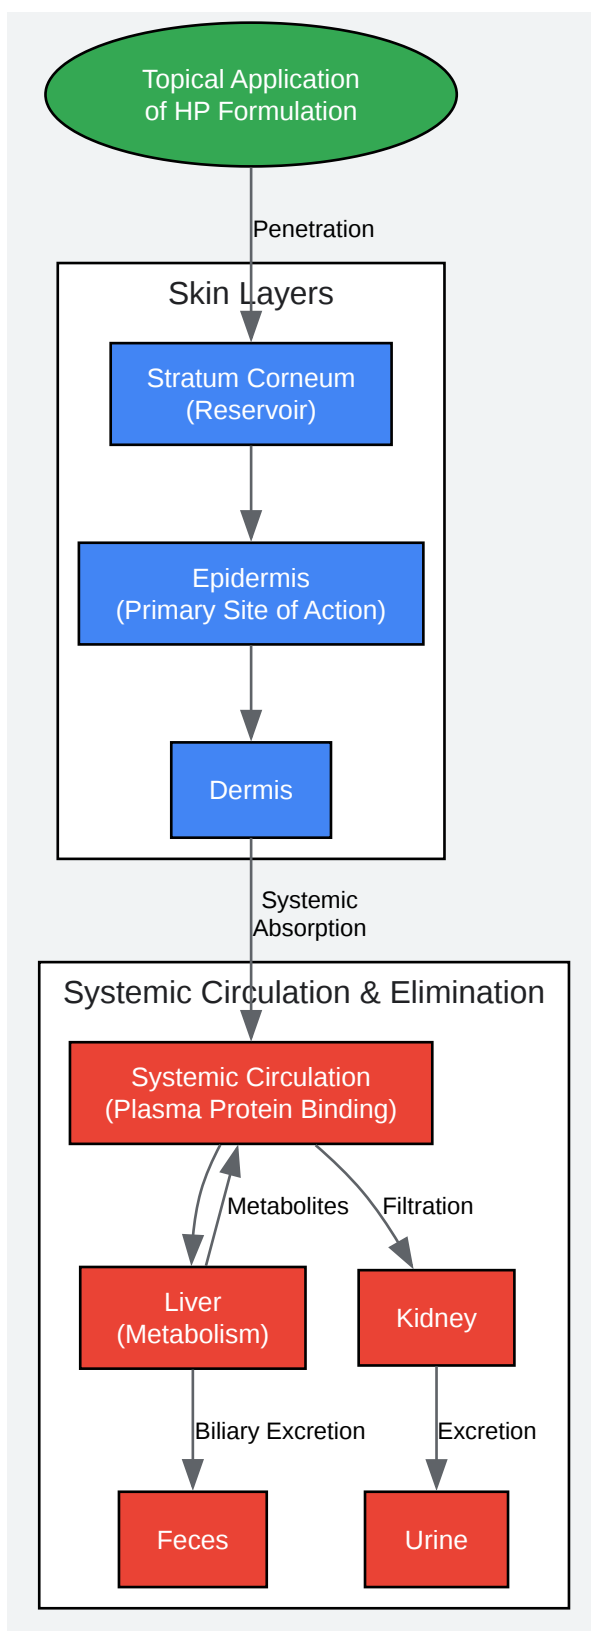 Topical Application
of HP Formulation
Penetration
Skin Layers
Stratum Corneum
(Reservoir)
Epidermis
(Primary Site of Action)
Dermis
Systemic
Absorption
Systemic Circulation & Elimination
Systemic Circulation
(Plasma Protein Binding)
Metabolites
Filtration
Liver
(Metabolism)
Kidney
Biliary Excretion
Excretion
Feces
Urine